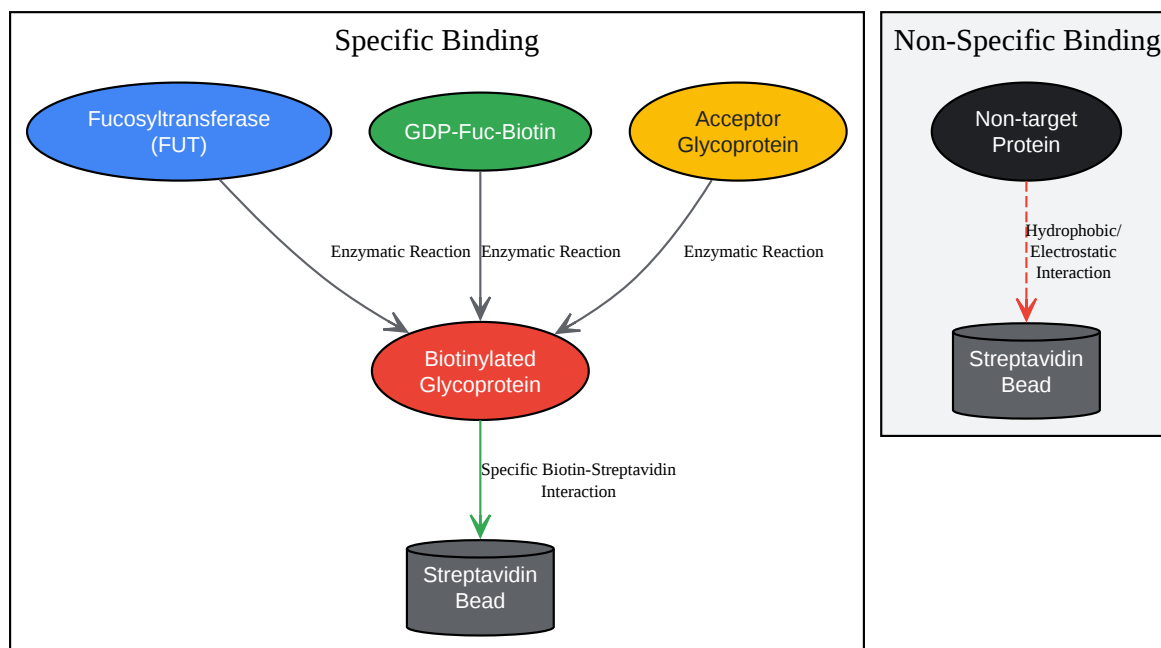 Specific Binding
Fucosyltransferase
(FUT)
GDP-Fuc-Biotin
Acceptor
Glycoprotein
Enzymatic Reaction
Enzymatic Reaction
Enzymatic Reaction
Biotinylated
Glycoprotein
Specific Biotin-Streptavidin
Interaction
Streptavidin
Bead
Non-Specific Binding
Non-target
Protein
Hydrophobic/
Electrostatic
Interaction
Streptavidin
Bead